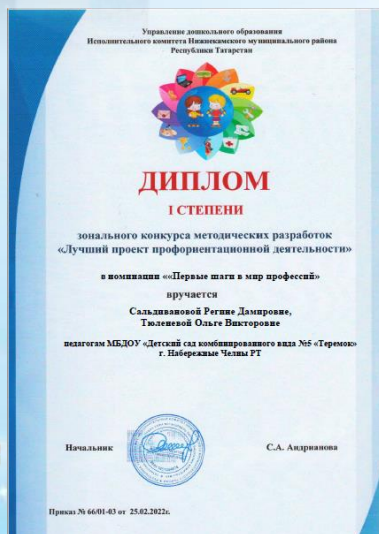 Управление дошкольного образования
Исполнительного комитета Нижнекамского муниципального района
Республики Татарстан
ДИПЛОМ
I СТЕПЕНИ
зонального конкурса методических разработок
«Лучший проект профориентационной деятельности»
в номинации ««Первые шаги в мир профессий»
вручается
Сальдивановой Регине Дамировне,
Тюленевой Ольге Викторовне
педагогам МБДОУ «Детский сад комбинированного вида №5 «Теремок»
г. Набережные Челны РТ
Начальник С.А. Андрианова
Приказ № 66/01-03 от 25.02.2022г.